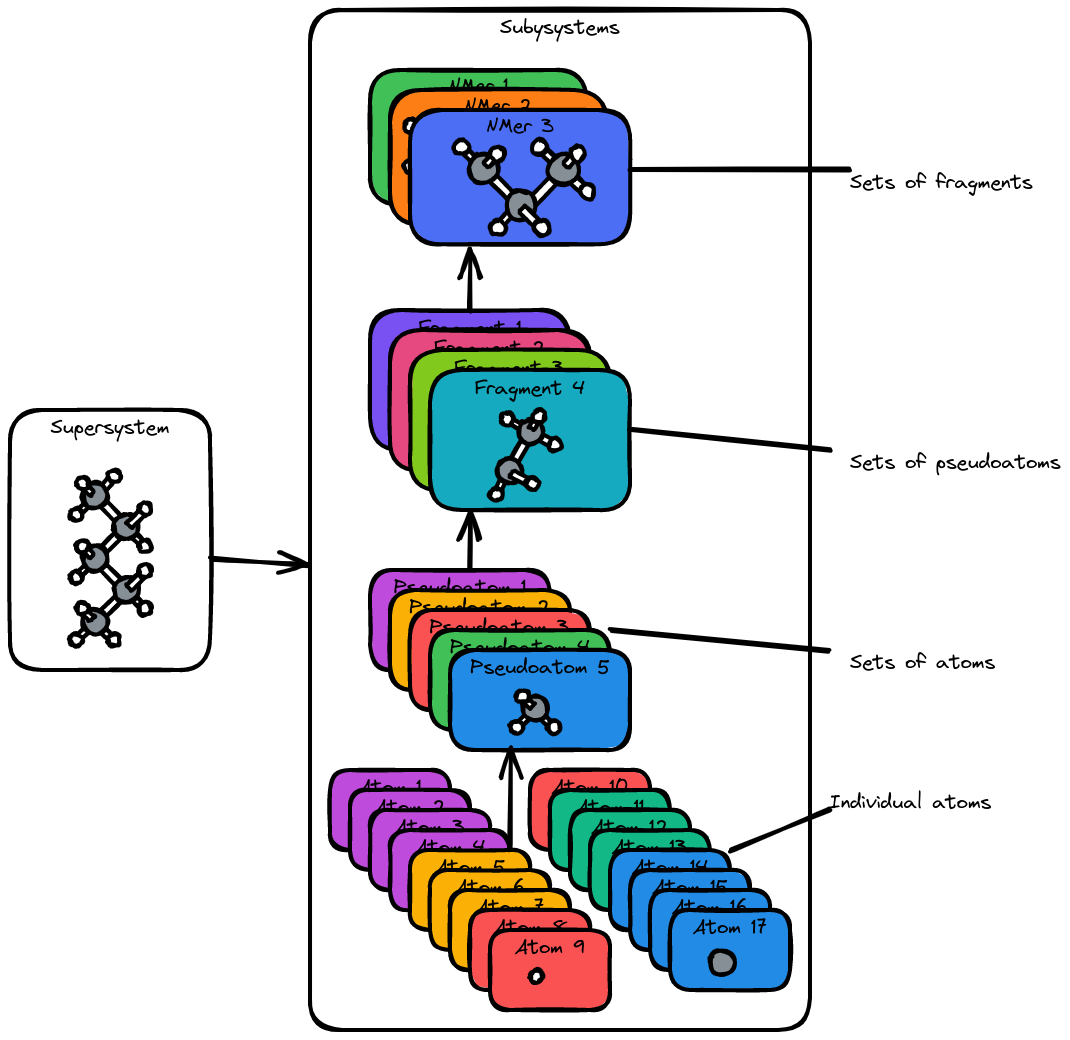 Subysystems
NMer 1
NMer 2
NMer 3
Sets of fragments
Fragment 1
Fragment 2
Fragment 3
Fragment 4
Supersystem
Sets of pseudoatoms
Pseudoatom 1
Pseudoatom 2
Pseudoatom 3
Pseudoatom 4
Pseudoatom 5
Sets of atoms
Atom 1
Atom 2
Atom 3
Atom 4
Atom 5
Atom 6
Atom 7
Atom 8
Atom 9
Atom 10
Atom 11
Atom 12
Atom 13
Atom 14
Atom 15
Atom 16
Atom 17
Individual atoms